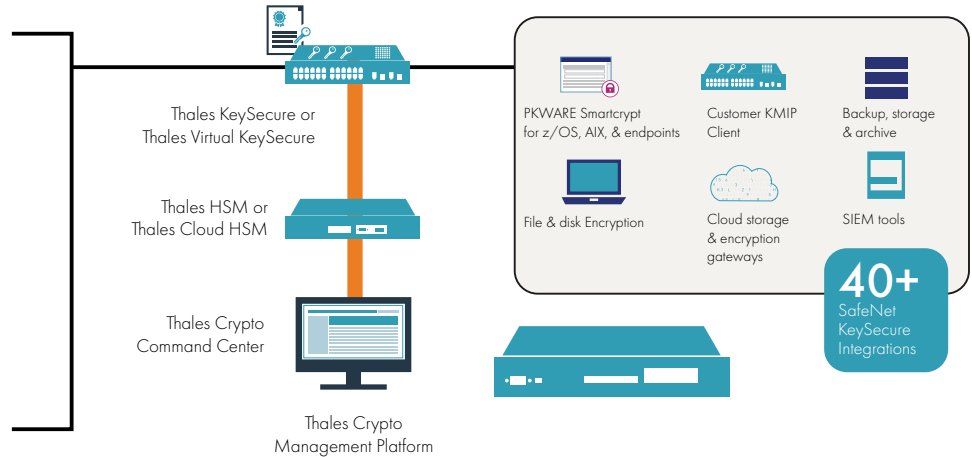 Thales KeySecure or
Thales Virtual KeySecure
Thales HSM or
Thales Cloud HSM
Thales Crypto
Command Center
Thales Crypto
Management Platform
PKWARE Smartcrypt
for z/OS, AIX, & endpoints
Customer KMIP
Client
Backup, storage
& archive
File & disk Encryption
Cloud storage
& encryption
gateways
SIEM tools
40+
SafeNet
KeySecure
Integrations